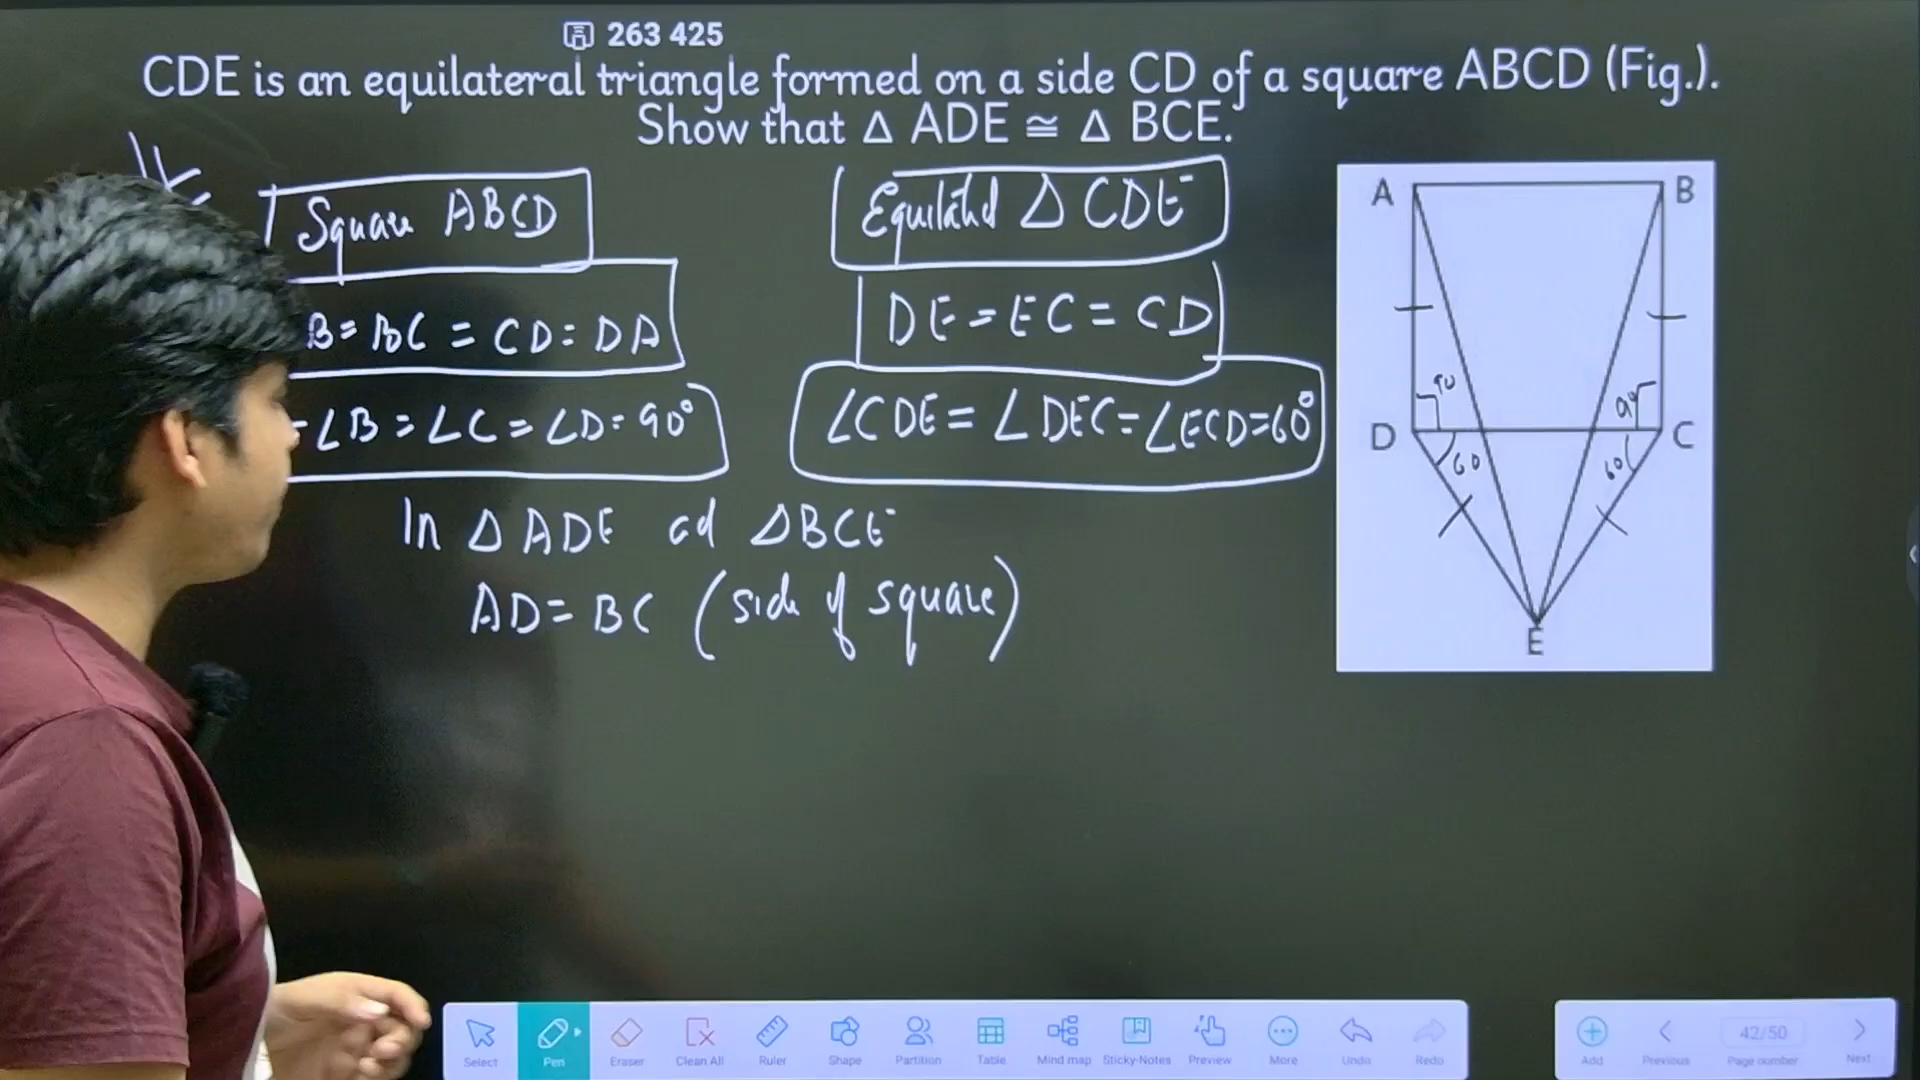 263 425
CDE is an equilateral triangle formed on a side CD of a square ABCD (Fig.).
Show that Δ ADE ≅ Δ BCE.
Square ABCD
B = BC = CD = DA
= ∠B = ∠C = ∠D = 90°
Δ CDE
DE = EC = CD
∠CDE = ∠DEC = ∠ECD = 60°
In Δ ADE ad Δ BCE
AD = BC (side of square)
A B
90 90
D C
60 60
E
Select Pen Eraser Clean All Ruler Shape Partition Table Mind map Sticky-Notes Preview More Undo Redo
Add Previous 42/50 Page number Next